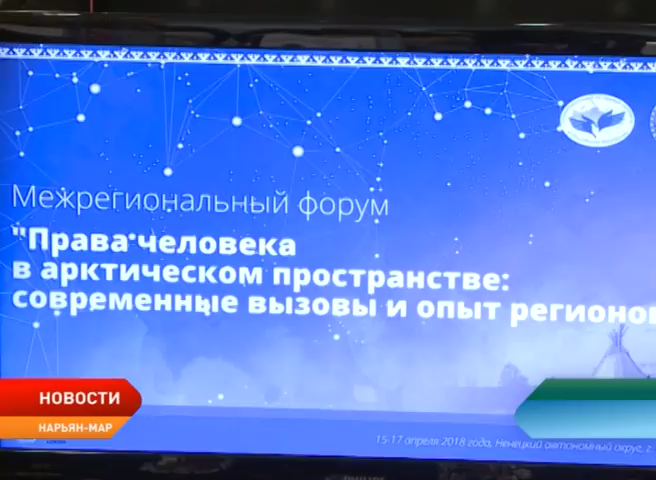 Межрегиональный форум
"Права человека
в арктическом пространстве:
современные вызовы и опыт регионов
НОВОСТИ
НАРЬЯН-МАР
15-17 апреля 2018 года, Ненецкий автономный округ, г.